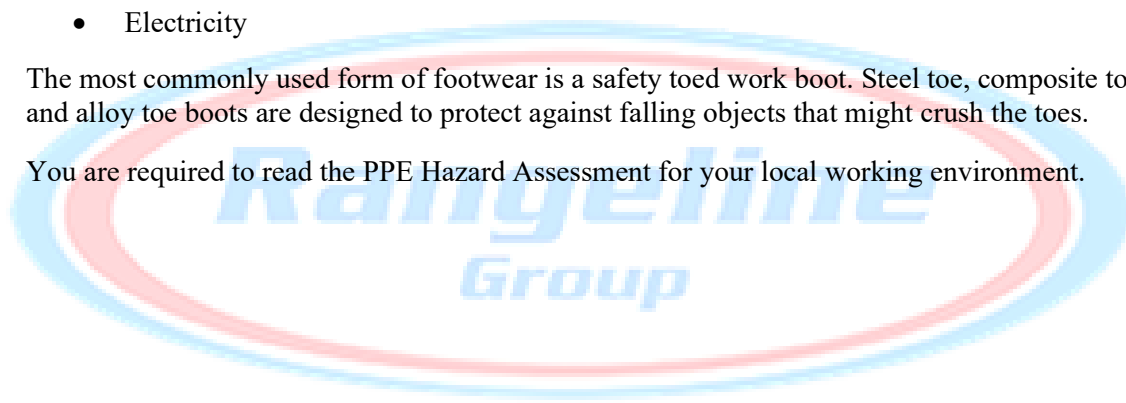 • Electricity
The most commonly used form of footwear is a safety toed work boot. Steel toe, composite to
and alloy toe boots are designed to protect against falling objects that might crush the toes.
You are required to read the PPE Hazard Assessment for your local working environment.
Rangeline
Group